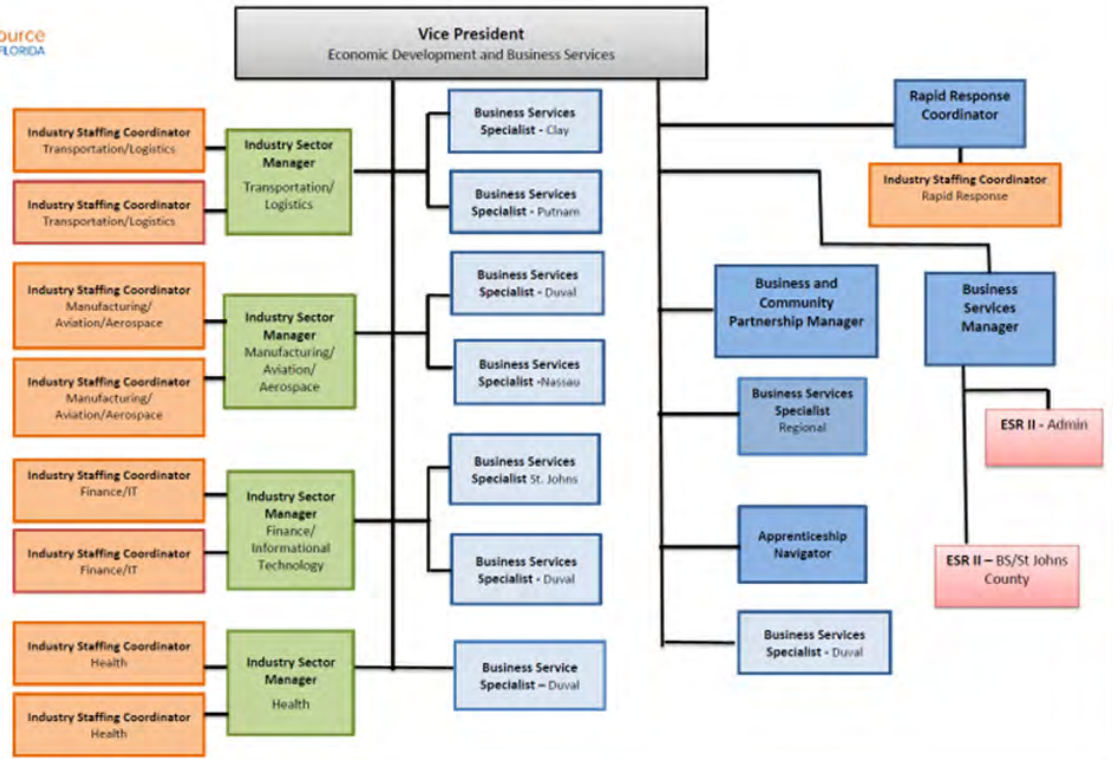 ource
FLORIDA
Vice President
Economic Development and Business Services
Industry Staffing Coordinator
Transportation/Logistics
Industry Staffing Coordinator
Transportation/Logistics
Industry Sector
Manager
Transportation/
Logistics
Business Services
Specialist - Clay
Business Services
Specialist - Putnam
Rapid Response
Coordinator
Industry Staffing Coordinator
Rapid Response
Industry Staffing Coordinator
Manufacturing/
Aviation/Aerospace
Industry Staffing Coordinator
Manufacturing/
Aviation/Aerospace
Industry Sector
Manager
Manufacturing/
Aviation/
Aerospace
Business Services
Specialist - Duval
Business Services
Specialist -Nassau
Business and
Community
Partnership Manager
Business
Services
Manager
Business Services
Specialist
Regional
ESR II - Admin
Industry Staffing Coordinator
Finance/IT
Industry Staffing Coordinator
Finance/IT
Industry Sector
Manager
Finance/
Informational
Technology
Business Services
Specialist St. Johns
Business Services
Specialist - Duval
Apprenticeship
Navigator
ESR II – BS/St Johns
County
Industry Staffing Coordinator
Health
Industry Staffing Coordinator
Health
Industry Sector
Manager
Health
Business Service
Specialist – Duval
Business Services
Specialist - Duval